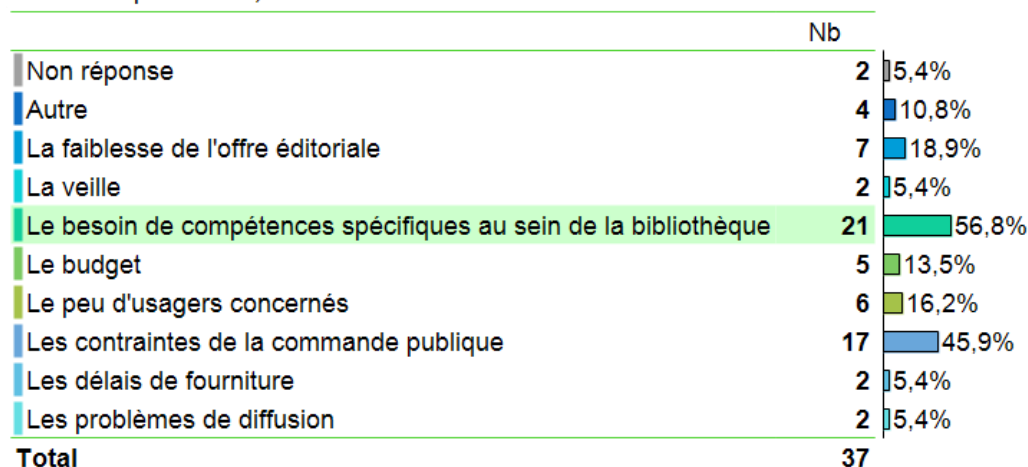 Nb
Non réponse 2 5,4%
Autre 4 10,8%
La faiblesse de l'offre éditoriale 7 18,9%
La veille 2 5,4%
Le besoin de compétences spécifiques au sein de la bibliothèque 21 56,8%
Le budget 5 13,5%
Le peu d'usagers concernés 6 16,2%
Les contraintes de la commande publique 17 45,9%
Les délais de fourniture 2 5,4%
Les problèmes de diffusion 2 5,4%
Total 37